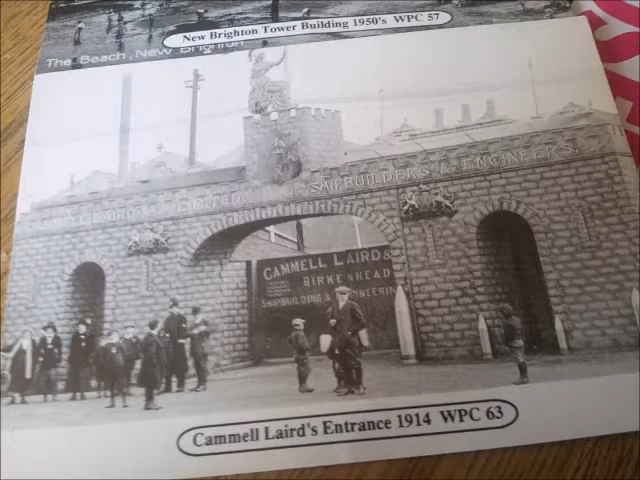 New Brighton Tower Building 1950's WPC 57
The Beach, New Brighton
LIMITED SHIPBUILDERS & ENGINEERS.
CAMMELL LAIRD &
BIRKENHEAD
SHIPBUILDING & ENGINEERING
Cammell Laird's Entrance 1914 WPC 63